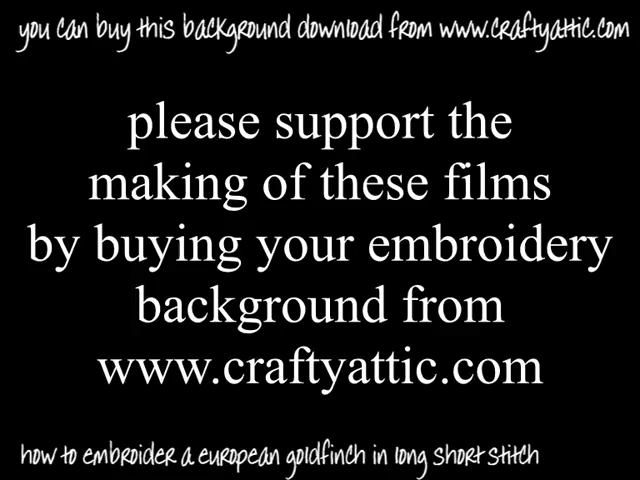 you can buy this background download from www.craftyattic.com
please support the
making of these films
by buying your embroidery
background from
www.craftyattic.com
how to embroider a european goldfinch in long short stitch